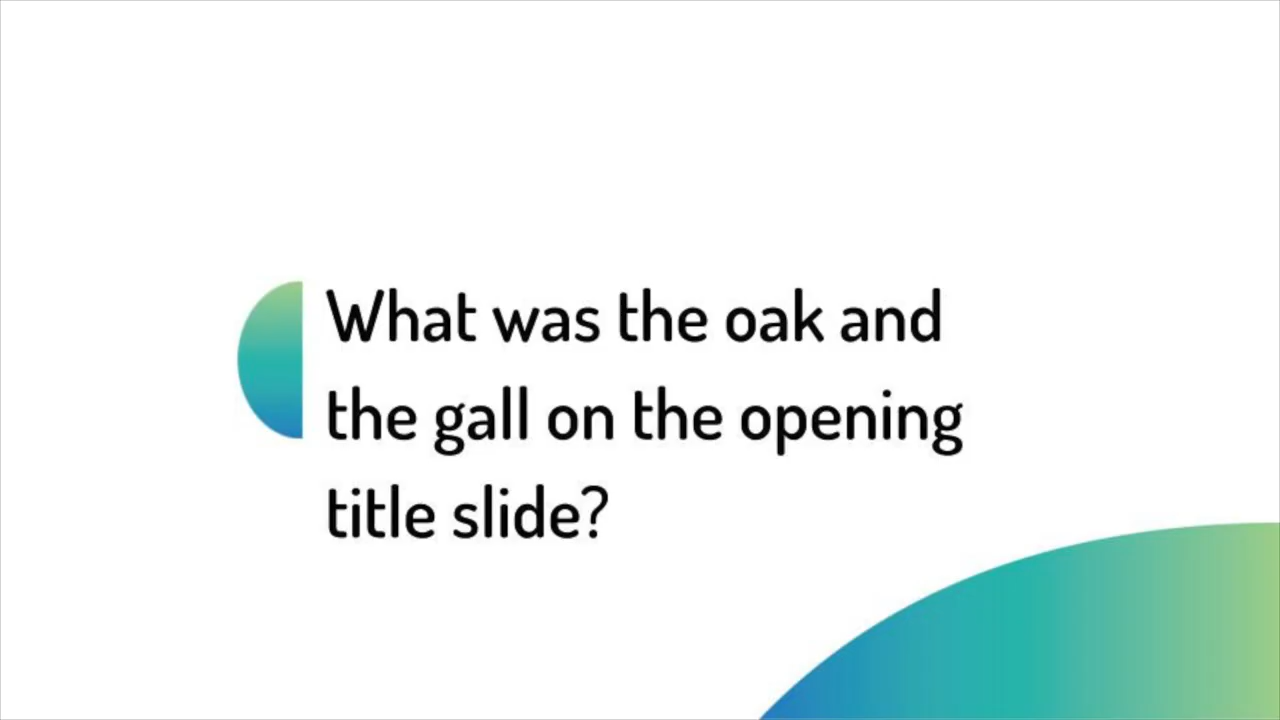 What was the oak and
the gall on the opening
title slide?